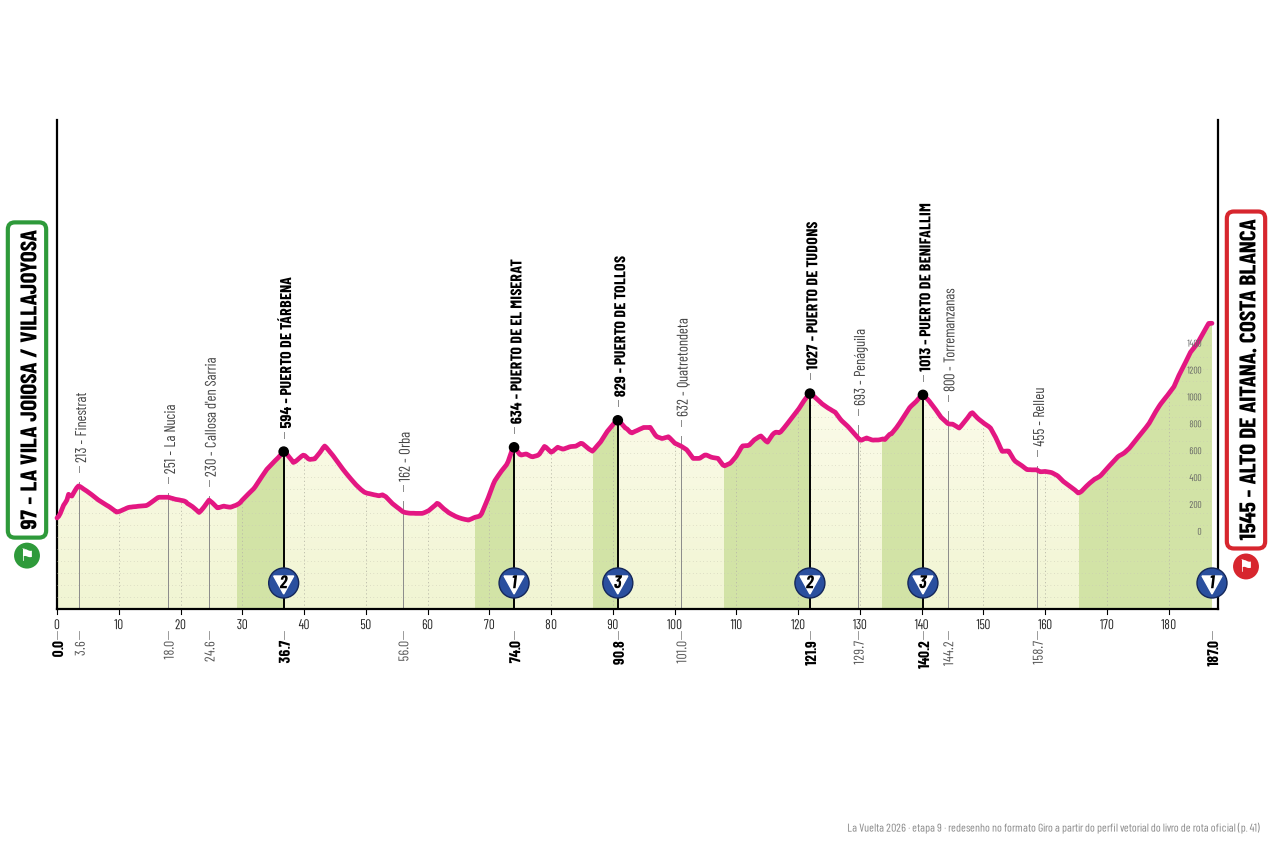 97 - LA VILA JOIOSA / VILLAJOYOSA
213 - Finestrat
251 - La Nucia
230 - Callosa d'en Sarria
594 - PUERTO DE TÁRBENA
162 - Orba
634 - PUERTO DE EL MISERAT
829 - PUERTO DE TOLLOS
632 - Quatretondeta
1027 - PUERTO DE TUDONS
693 - Penáguila
1013 - PUERTO DE BENIFALLIM
800 - Torremanzanas
455 - Relleu
1545 - ALTO DE AITANA. COSTA BLANCA
1400
1200
1000
800
600
400
200
0
2 1 3 2 3 1
0 10 20 30 40 50 60 70 80 90 100 110 120 130 140 150 160 170 180
0.0 3.6 18.0 24.6 36.7 56.0 74.0 90.8 101.0 121.9 129.7 140.2 144.2 158.7 187.0
La Vuelta 2026 · etapa 9 · redesenho no formato Giro a partir do perfil vetorial do livro de rota oficial (p. 41)